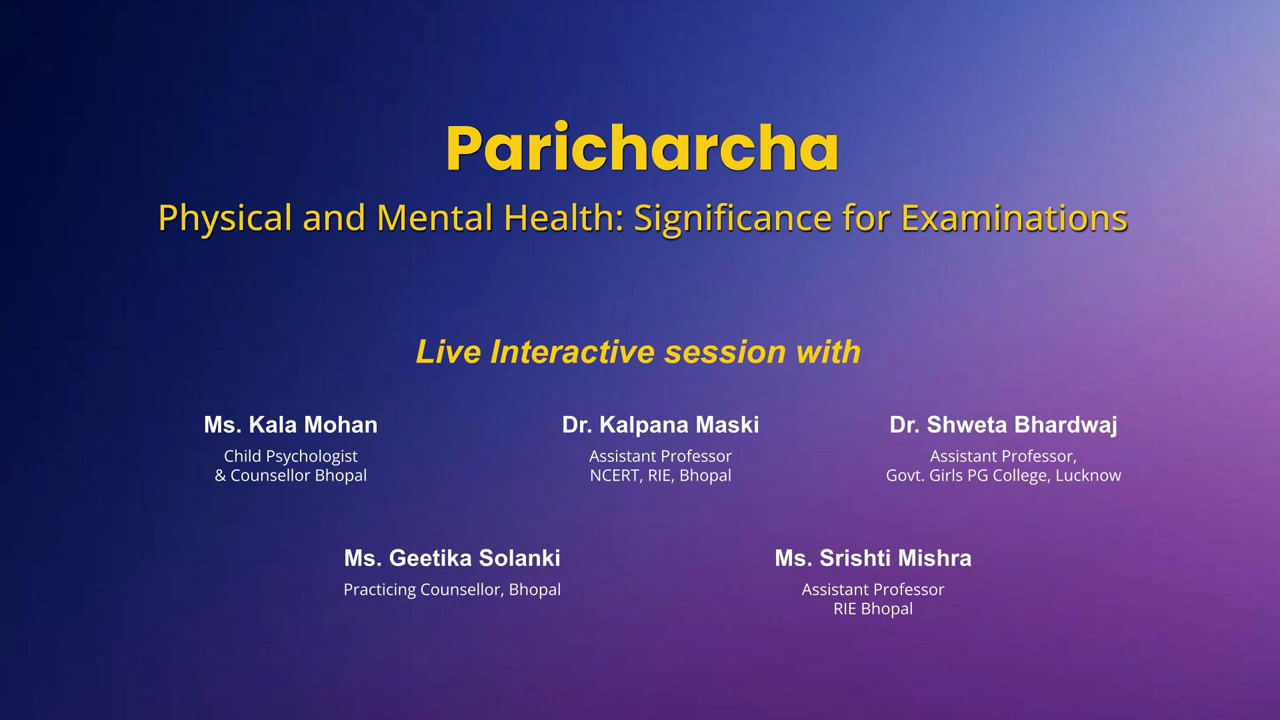 Paricharcha
Physical and Mental Health: Significance for Examinations
Live Interactive session with
Ms. Kala Mohan
Child Psychologist
& Counsellor Bhopal
Dr. Kalpana Maski
Assistant Professor
NCERT, RIE, Bhopal
Dr. Shweta Bhardwaj
Assistant Professor,
Govt. Girls PG College, Lucknow
Ms. Geetika Solanki
Practicing Counsellor, Bhopal
Ms. Srishti Mishra
Assistant Professor
RIE Bhopal